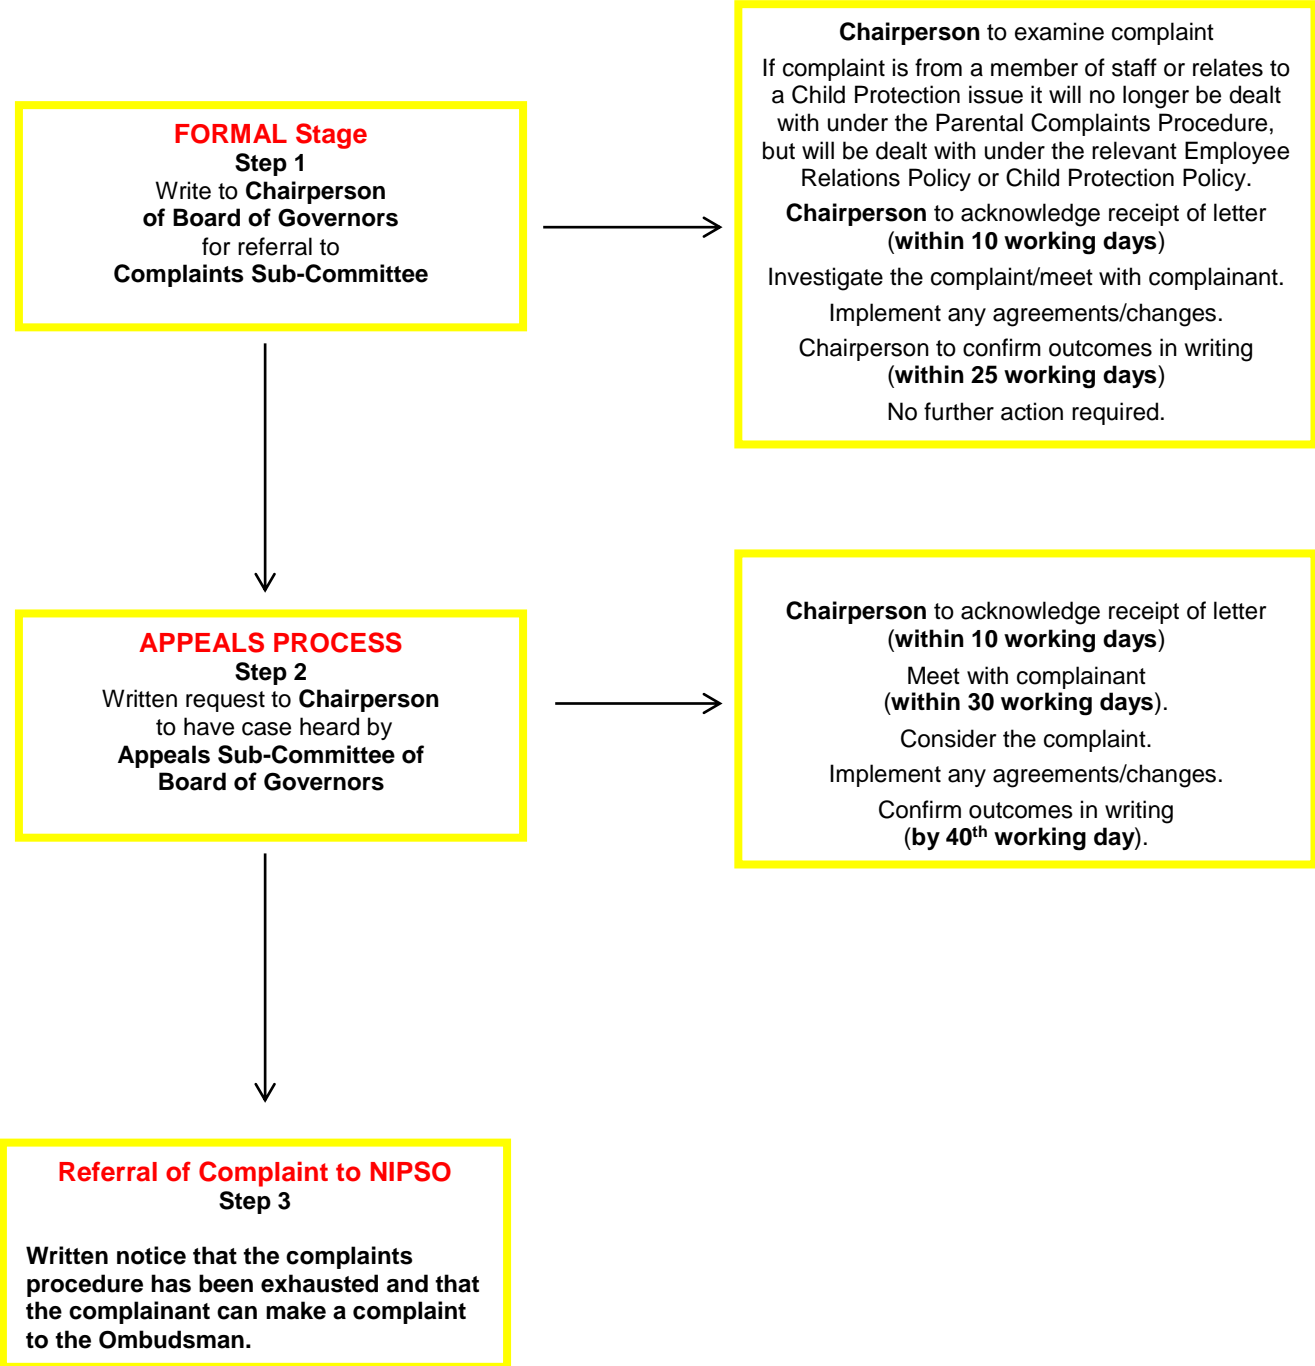 FORMAL Stage
Step 1
Write to Chairperson
of Board of Governors
for referral to
Complaints Sub-Committee
Chairperson to examine complaint
If complaint is from a member of staff or relates to
a Child Protection issue it will no longer be dealt
with under the Parental Complaints Procedure,
but will be dealt with under the relevant Employee
Relations Policy or Child Protection Policy.
Chairperson to acknowledge receipt of letter
(within 10 working days)
Investigate the complaint/meet with complainant.
Implement any agreements/changes.
Chairperson to confirm outcomes in writing
(within 25 working days)
No further action required.
APPEALS PROCESS
Step 2
Written request to Chairperson
to have case heard by
Appeals Sub-Committee of
Board of Governors
Chairperson to acknowledge receipt of letter
(within 10 working days)
Meet with complainant
(within 30 working days).
Consider the complaint.
Implement any agreements/changes.
Confirm outcomes in writing
(by 40th working day).
Referral of Complaint to NIPSO
Step 3
Written notice that the complaints
procedure has been exhausted and that
the complainant can make a complaint
to the Ombudsman.